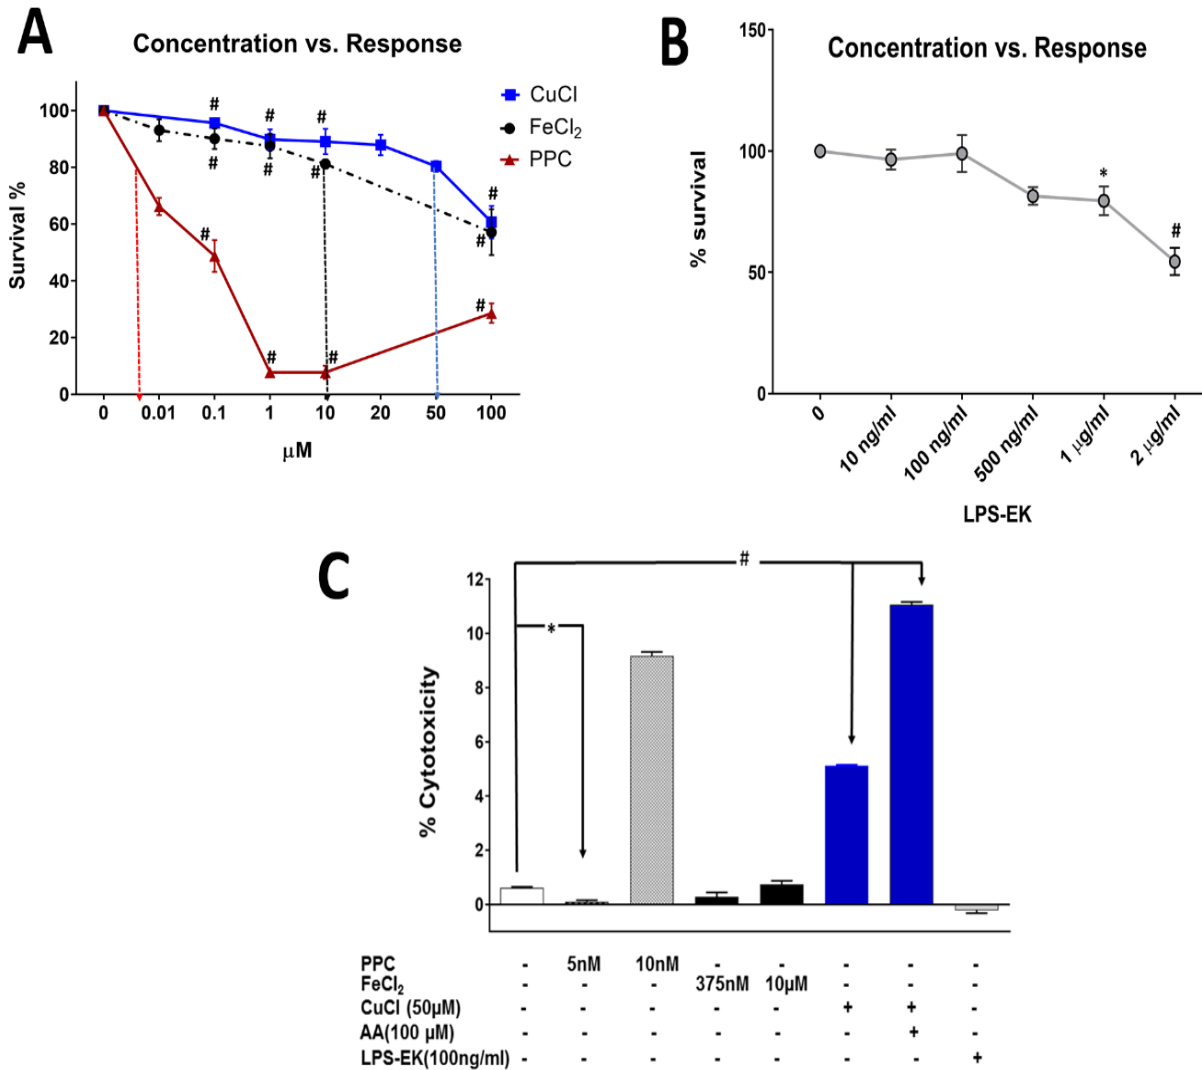 A
Concentration vs. Response
CuCl
FeCl2
PPC
Survival %
100
80
60
40
20
0
# # # # # # # # # # # # #
0 0.01 0.1 1 10 20 50 100
μM
B
Concentration vs. Response
% survival
150
100
50
0
* #
0 10 ng/ml 100 ng/ml 500 ng/ml 1 μg/ml 2 μg/ml
LPS-EK
C
% Cytotoxicity
12
10
8
6
4
2
0
#
*
PPC - 5nM 10nM - - - - -
FeCl2 - - - 375nM 10μM - - -
CuCl (50μM) - - - - - + + -
AA(100 μM) - - - - - - + -
LPS-EK(100ng/ml) - - - - - - - +